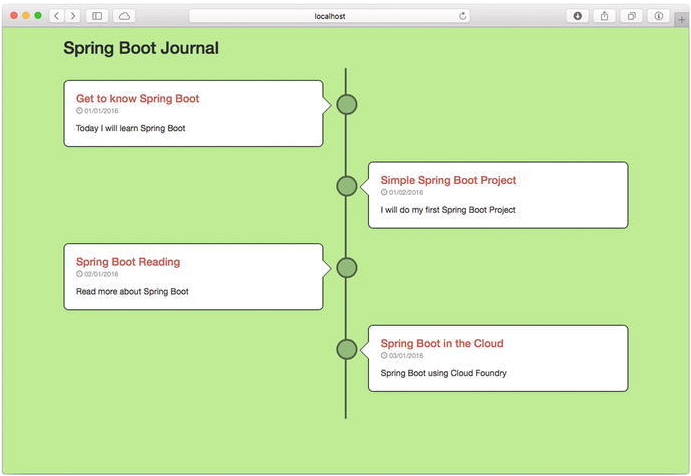 localhost
Spring Boot Journal
Get to know Spring Boot
01/01/2016
Today I will learn Spring Boot
Simple Spring Boot Project
01/02/2016
I will do my first Spring Boot Project
Spring Boot Reading
02/01/2016
Read more about Spring Boot
Spring Boot in the Cloud
03/01/2016
Spring Boot using Cloud Foundry